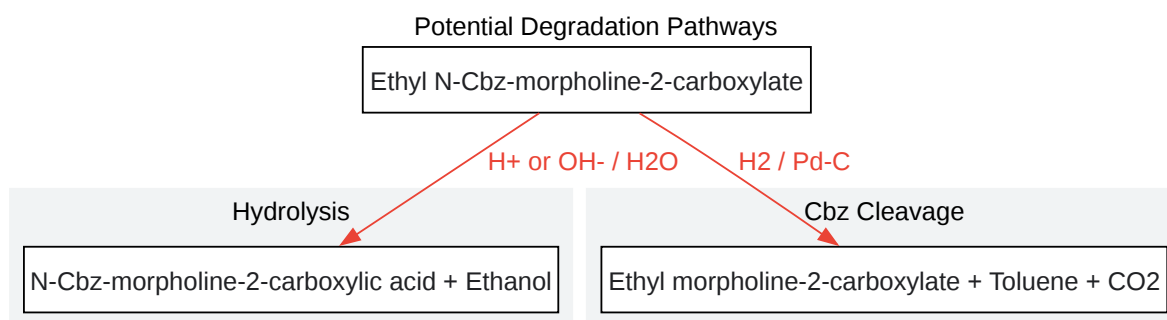 Potential Degradation Pathways
Ethyl N-Cbz-morpholine-2-carboxylate
H+ or OH- / H2O
H2 / Pd-C
Hydrolysis
Cbz Cleavage
N-Cbz-morpholine-2-carboxylic acid + Ethanol
Ethyl morpholine-2-carboxylate + Toluene + CO2